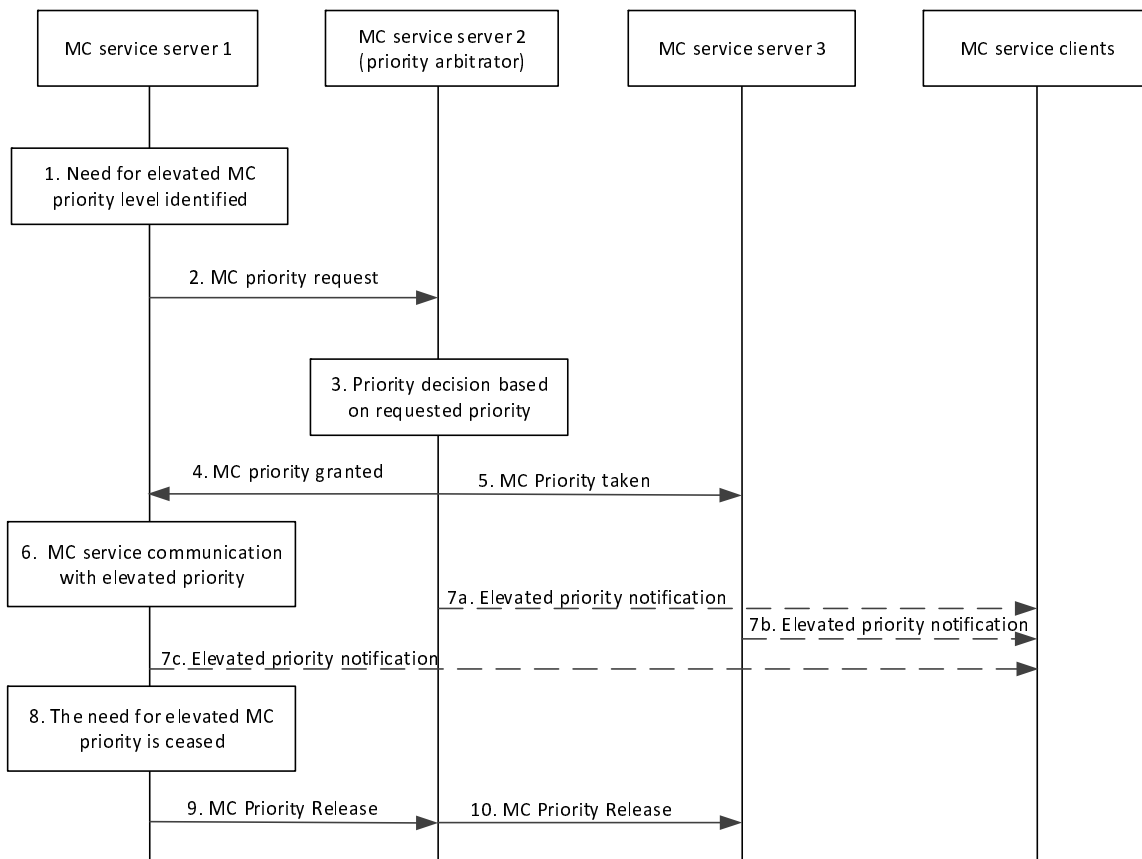 MC service server 1
MC service server 2
(priority arbitrator)
MC service server 3
MC service clients
1. Need for elevated MC
priority level identified
2. MC priority request
3. Priority decision based
on requested priority
4. MC priority granted
5. MC Priority taken
6. MC service communication
with elevated priority
7a. Elevated priority notification
7b. Elevated priority notification
7c. Elevated priority notification
8. The need for elevated MC
priority is ceased
9. MC Priority Release
10. MC Priority Release